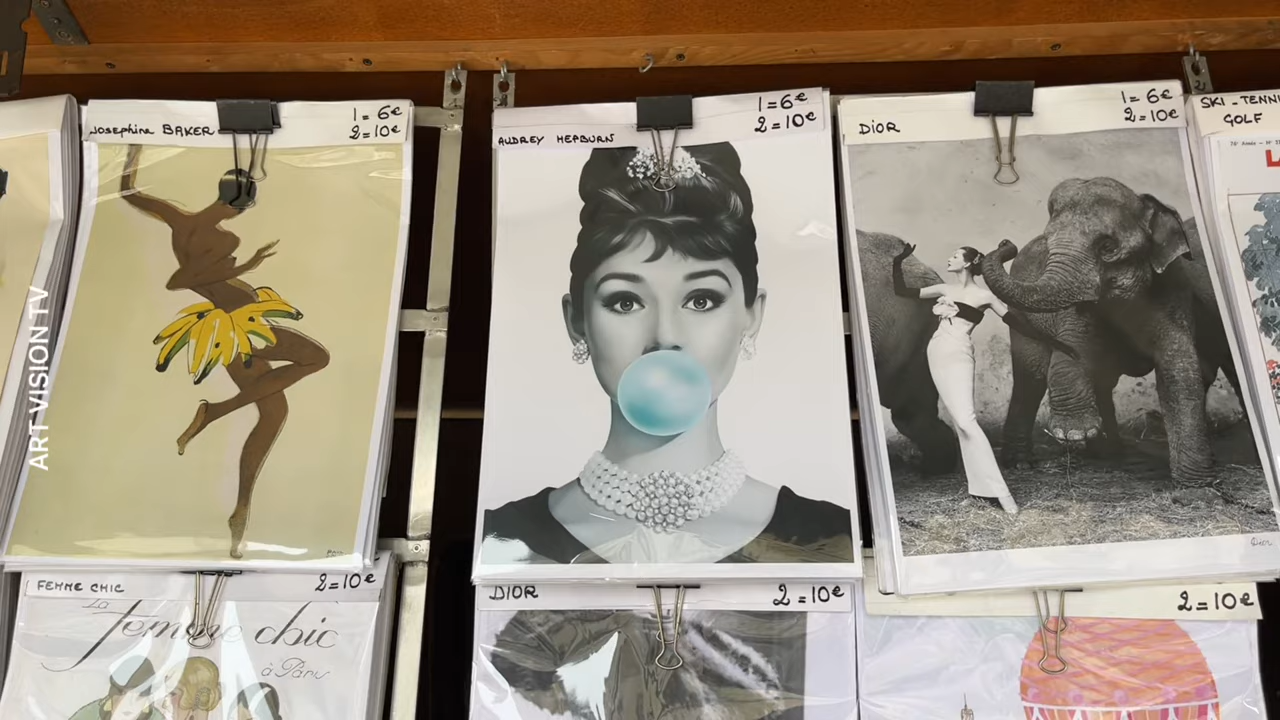 Josephine BAKER
1 = 6€
2 = 10€
AUDREY HEPBURN
1 = 6€
2 = 10€
DIOR
1 = 6€
2 = 10€
SKI - TENNI
GOLF
ART VISION TV
Dior
FEMME CHIC
2 = 10€
La
femme chic
à Paris
DIOR
2 = 10€
2 = 10€